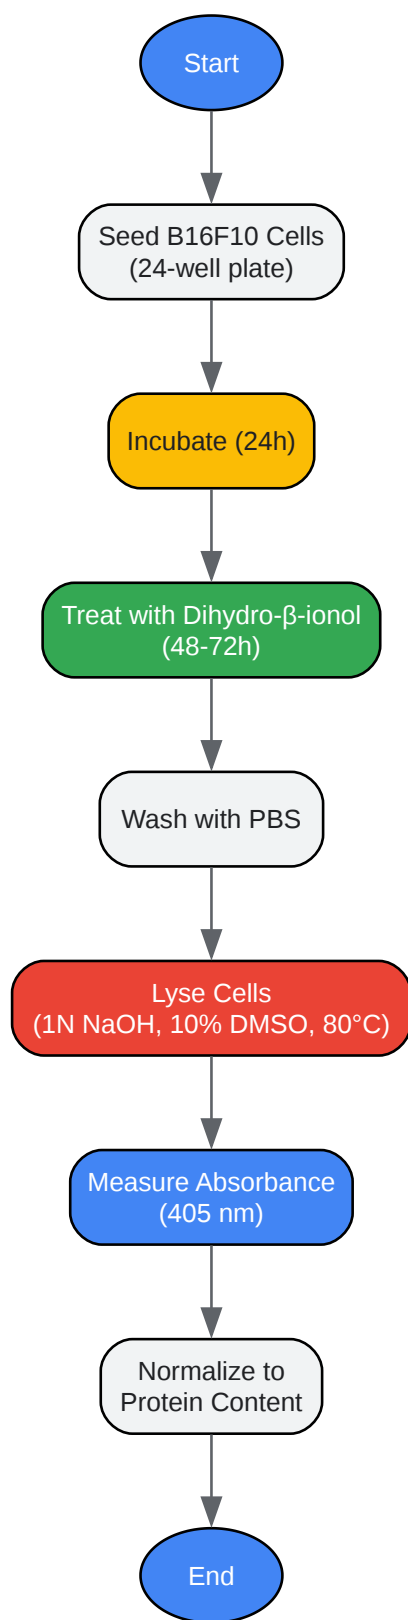 Start
Seed B16F10 Cells
(24-well plate)
Incubate (24h)
Treat with Dihydro-β-ionol
(48-72h)
Wash with PBS
Lyse Cells
(1N NaOH, 10% DMSO, 80°C)
Measure Absorbance
(405 nm)
Normalize to
Protein Content
End